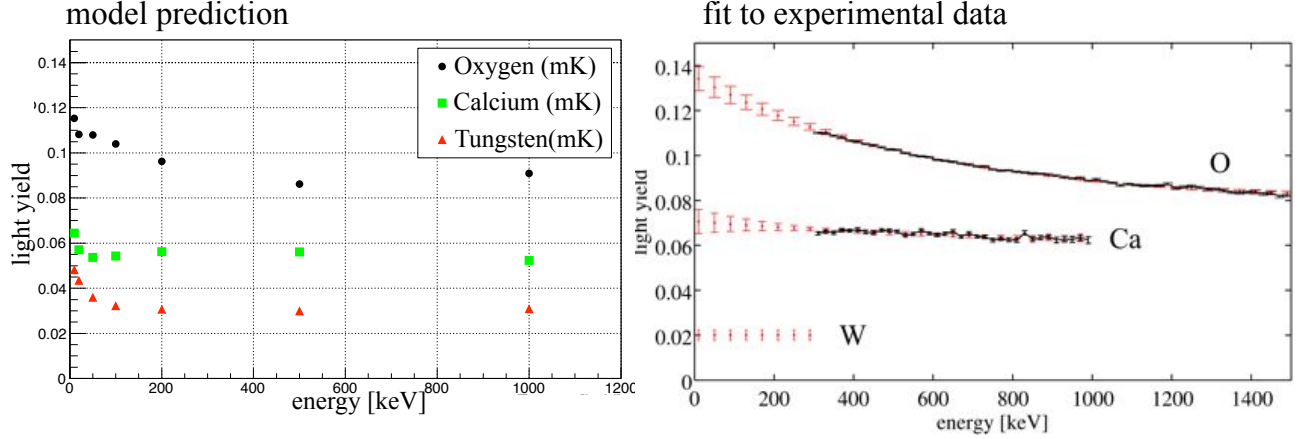 model prediction
fit to experimental data
0.14
0.12
0.1
0.08
0.06
0.04
0.02
0
light yield
Oxygen (mK)
Calcium (mK)
Tungsten(mK)
0 200 400 600 800 1000 1200
energy [keV]
0.14
0.12
0.1
0.08
0.06
0.04
0.02
0
light yield
O
Ca
W
0 200 400 600 800 1000 1200 1400
energy [keV]